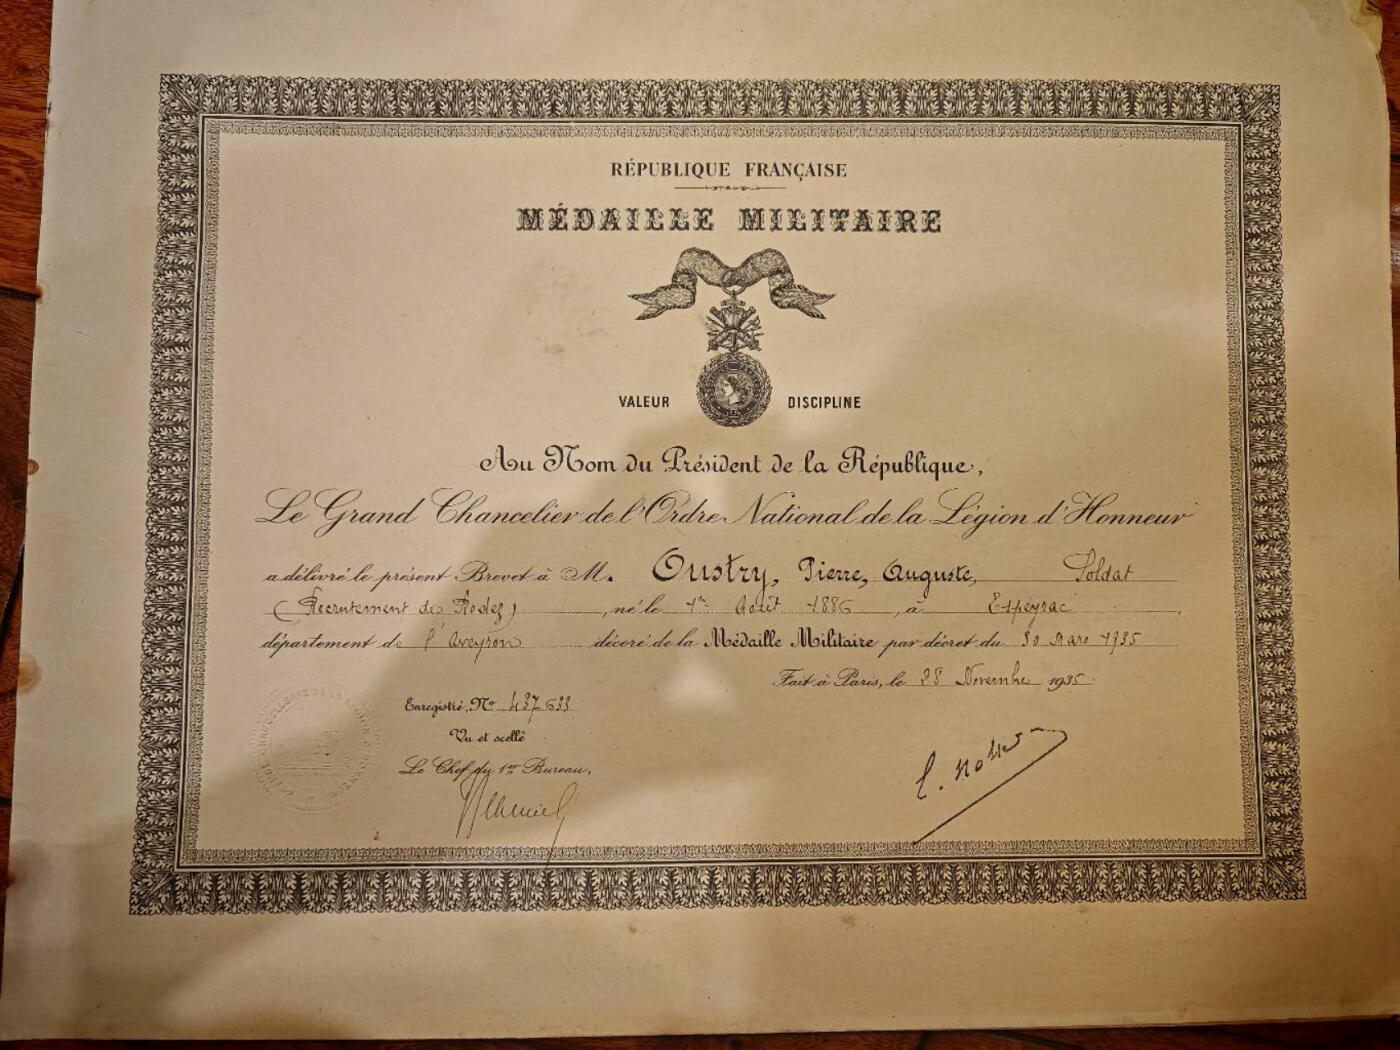 RÉPUBLIQUE FRANÇAISE
MÉDAILLE MILITAIRE
VALEUR DISCIPLINE
Au Nom du Président de la République,
Le Grand Chancelier de l'Ordre National de la Légion d'Honneur
a délivré le présent Brevet à M. Oustry, Pierre, Auguste, Soldat
(Recrutement de Rodez), né le 1er Août 1886, à Espeyrac,
département de l'Aveyron décoré de la Médaille Militaire par décret du 30 Mars 1935
Fait à Paris, le 28 Novembre 1935.
Enregistré, No 437 633
Vu et scellé
Le Chef du 1er Bureau,